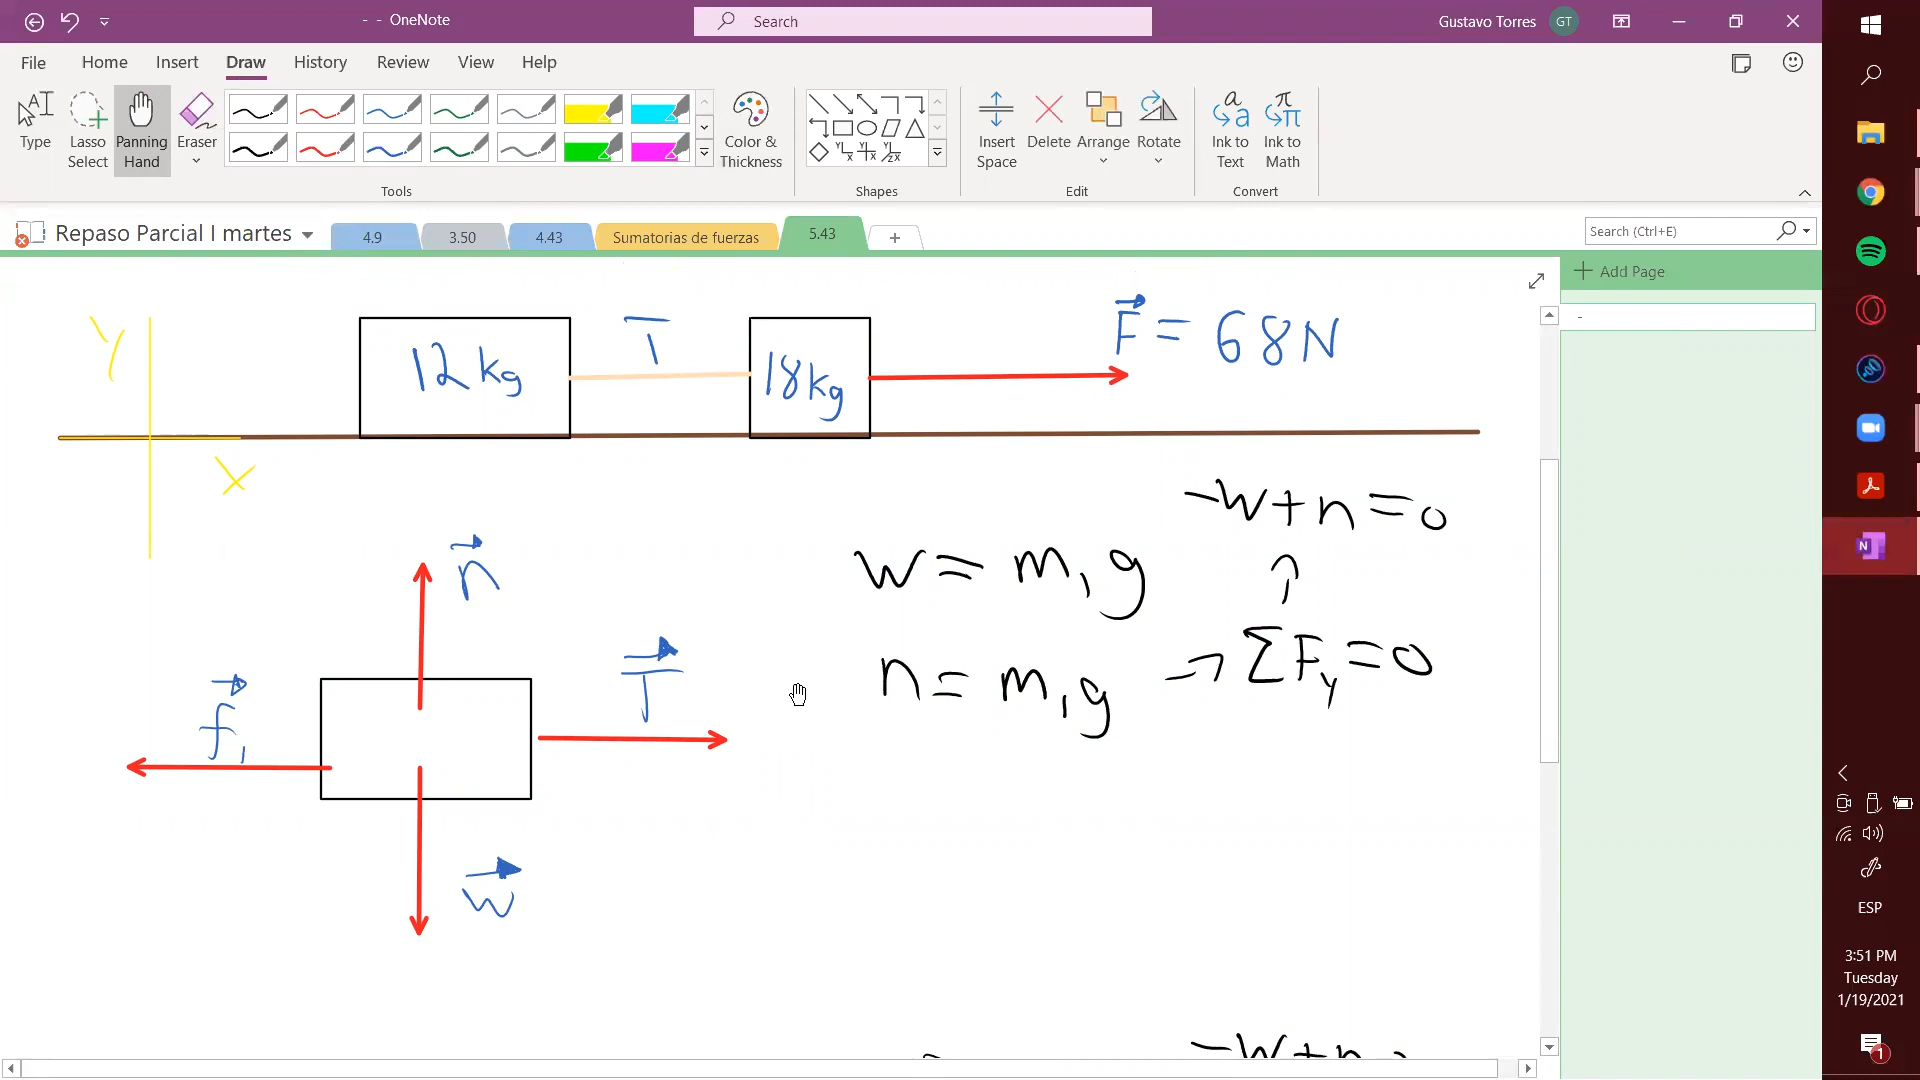 - - OneNote
Search
Gustavo Torres GT
File Home Insert Draw History Review View Help
Type
Lasso Select
Panning Hand
Eraser
Color & Thickness
Insert Space
Delete
Arrange
Rotate
Ink to Text
Ink to Math
Tools
Shapes
Edit
Convert
Repaso Parcial I martes
4.9 3.50 4.43 Sumatorias de fuerzas 5.43 +
Search (Ctrl+E)
Add Page
-
Y
12 kg
T
18 kg
F = 68 N
X
-w+n=0
w = m₁g
n
n = m₁g → ΣFy=0
T
f₁
w
ESP
3:51 PM
Tuesday
1/19/2021
1